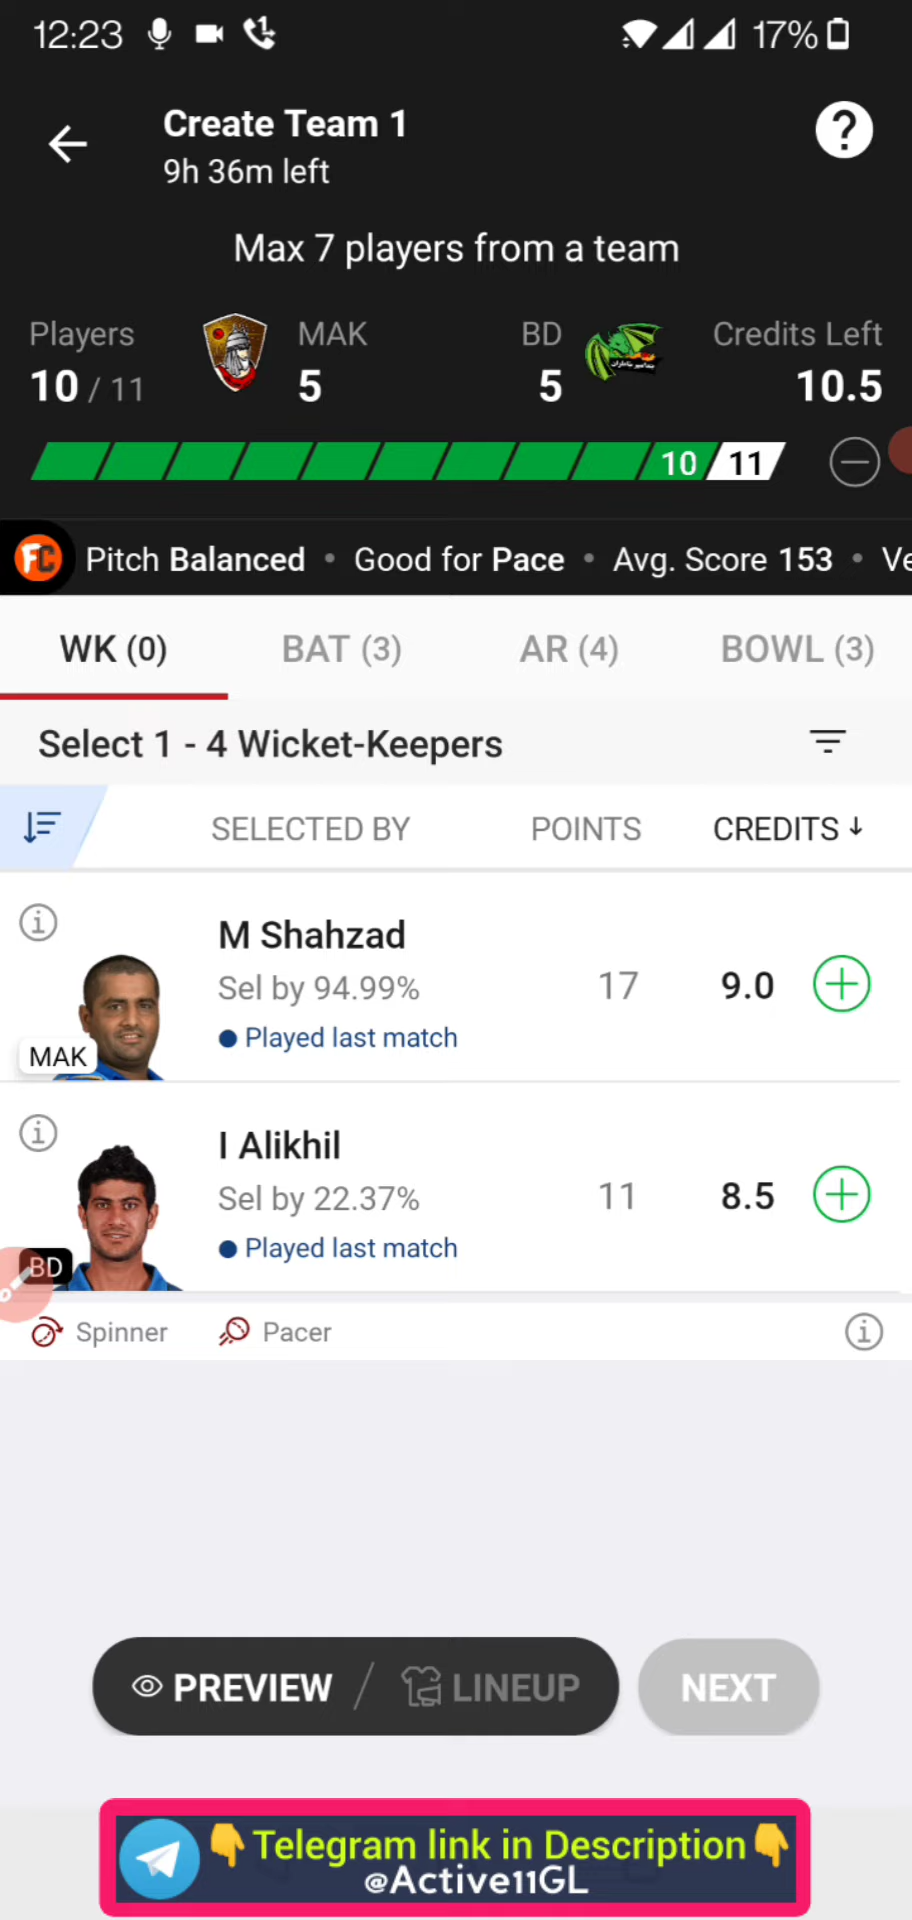 12:23 17%
Create Team 1
9h 36m left
Max 7 players from a team
Players MAK BD Credits Left
10 / 11 5 5 10.5
10 11
FC Pitch Balanced • Good for Pace • Avg. Score 153 • Ve
WK (0) BAT (3) AR (4) BOWL (3)
Select 1 - 4 Wicket-Keepers
SELECTED BY POINTS CREDITS ↓
M Shahzad
Sel by 94.99% 17 9.0
Played last match
MAK
I Alikhil
Sel by 22.37% 11 8.5
Played last match
BD
Spinner Pacer
PREVIEW / LINEUP NEXT
👇Telegram link in Description👇
@Active11GL